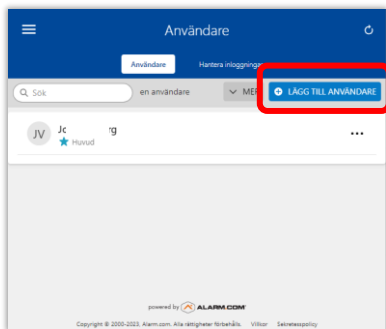 Användare
Användare Hantera inloggningar
Sök en användare MER LÄGG TILL ANVÄNDARE
JV
Huvud
powered by ALARM.COM
Copyright © 2000-2023, Alarm.com. Alla rättigheter förbehålls. Villkor Sekretesspolicy